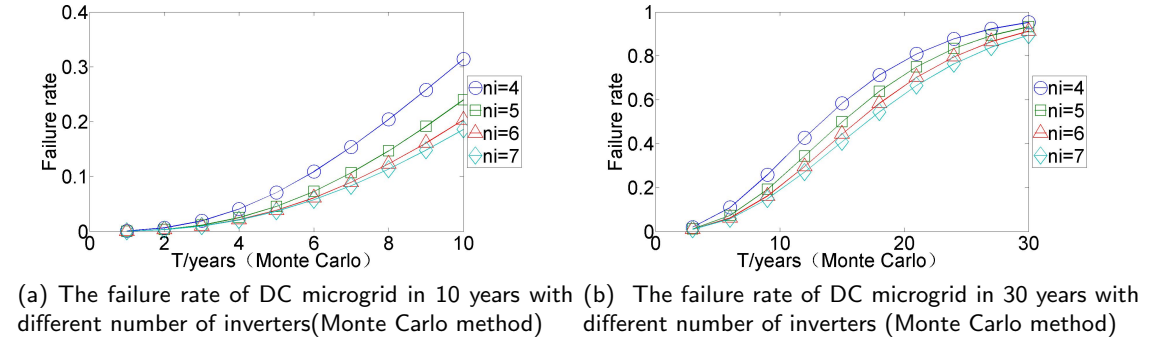 0.4
0.3
0.2
0.1
0
Failure rate
0 2 4 6 8 10
T/years（Monte Carlo）
ni=4
ni=5
ni=6
ni=7
1
0.8
0.6
0.4
0.2
0
Failure rate
0 10 20 30
T/years（Monte Carlo）
ni=4
ni=5
ni=6
ni=7
(a) The failure rate of DC microgrid in 10 years with
different number of inverters(Monte Carlo method)
(b) The failure rate of DC microgrid in 30 years with
different number of inverters (Monte Carlo method)